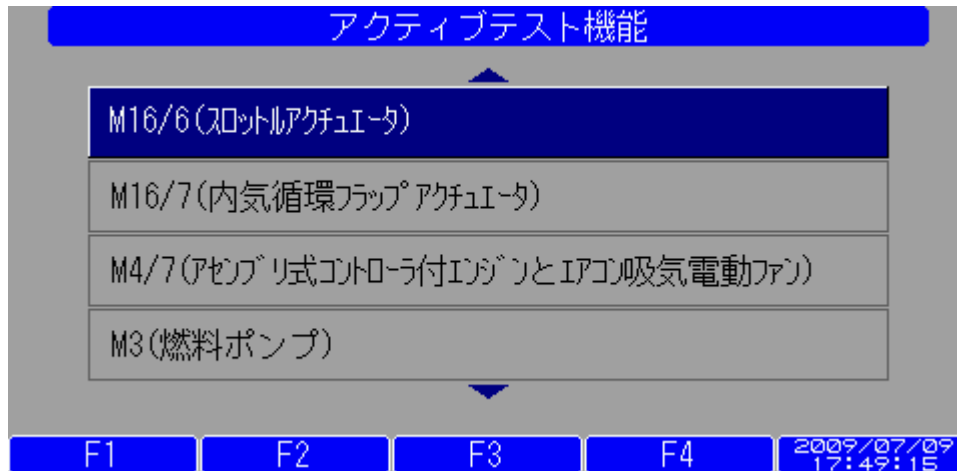 アクティブテスト機能
M16/6(ｽﾛｯﾄﾙｱｸﾁｭｴｰﾀ)
M16/7(内気循環ﾌﾗｯﾌﾟｱｸﾁｭｴｰﾀ)
M4/7(ｱｾﾝﾌﾞﾘ式ｺﾝﾄﾛｰﾗ付ｴﾝｼﾞﾝとｴｱｺﾝ吸気電動ﾌｧﾝ)
M3(燃料ポンプ)
F1 F2 F3 F4 2009/07/09
17:49:15